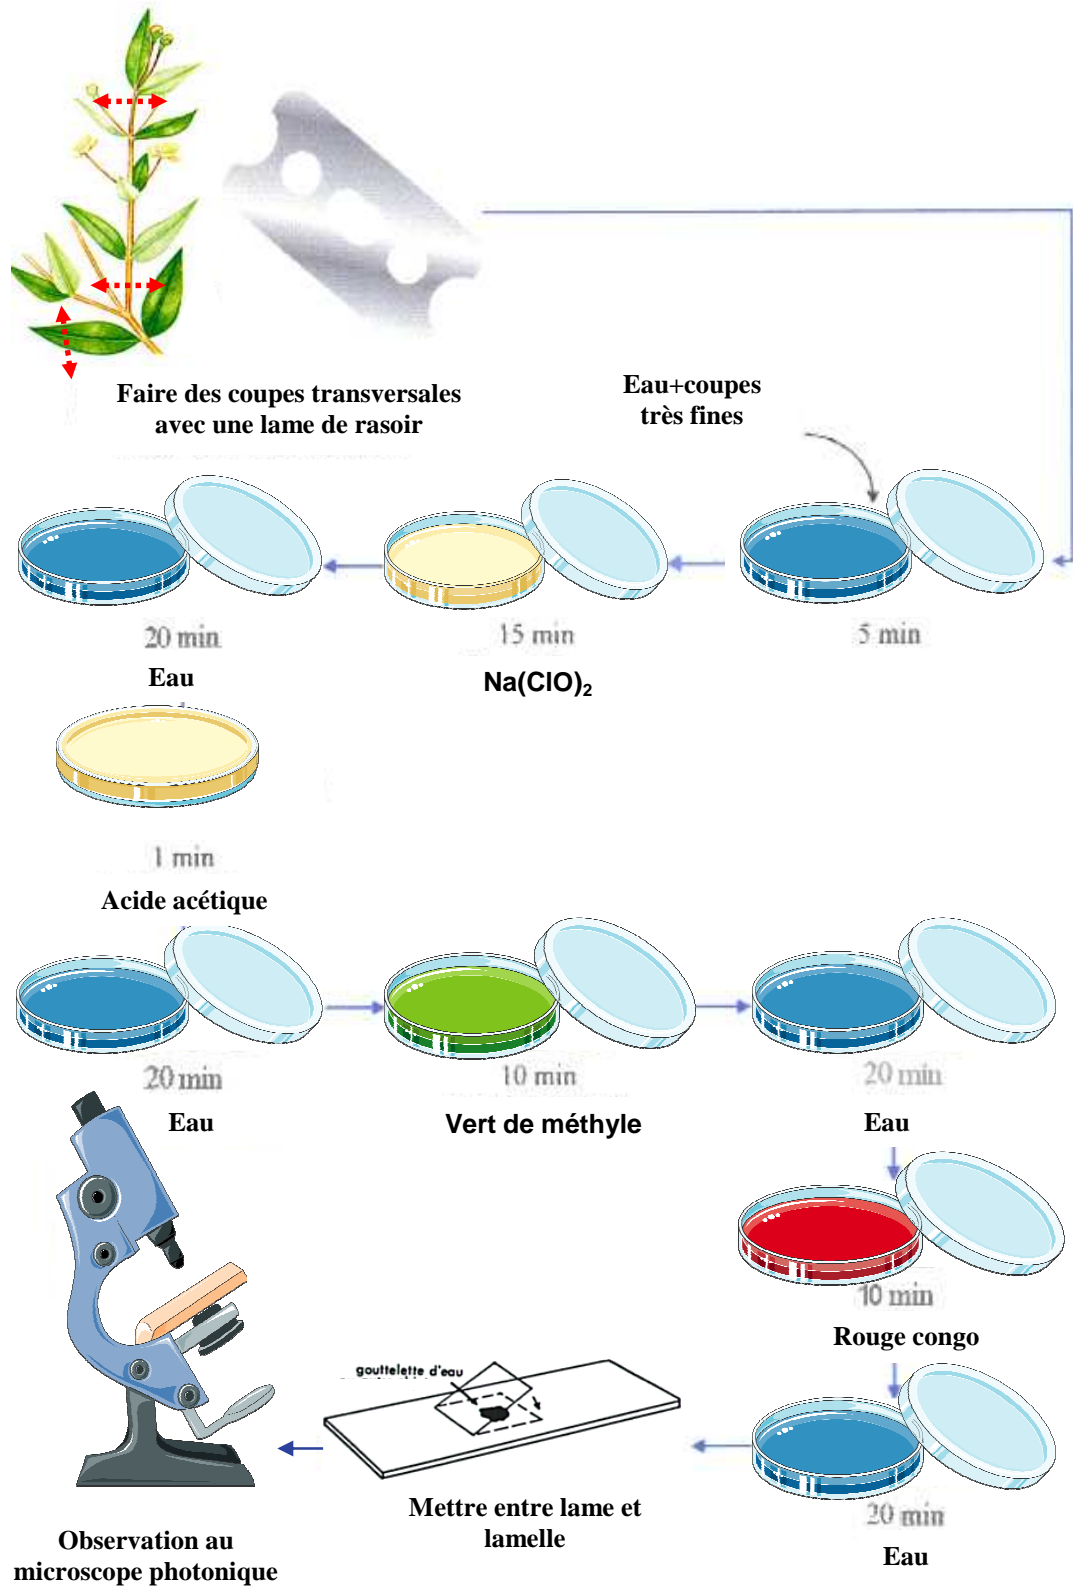 Faire des coupes transversales
avec une lame de rasoir
Eau+coupes
très fines
5 min
15 min
Na(ClO)₂
20 min
Eau
1 min
Acide acétique
20 min
Eau
10 min
Vert de méthyle
20 min
Eau
10 min
Rouge congo
20 min
Eau
gouttelette d'eau
Mettre entre lame et
lamelle
Observation au
microscope photonique